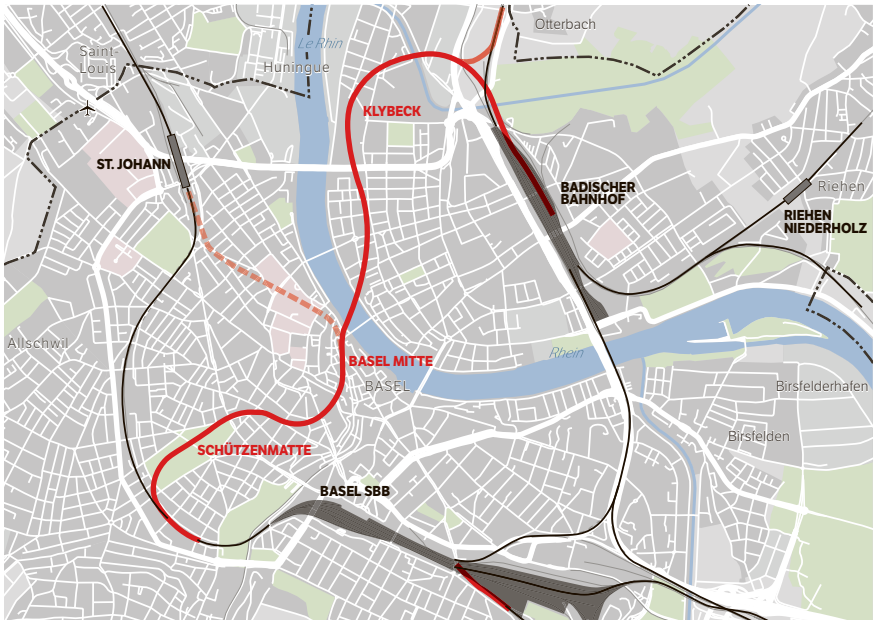 Otterbach
Le Rhin
Saint-
Louis
Huningue
KLYBECK
ST. JOHANN
BADISCHER
BAHNHOF
Riehen
RIEHEN
NIEDERHOLZ
Allschwil
Rhein
BASEL MITTE
BASEL
Birsfelderhafen
Birsfelden
SCHÜTZENMATTE
BASEL SBB